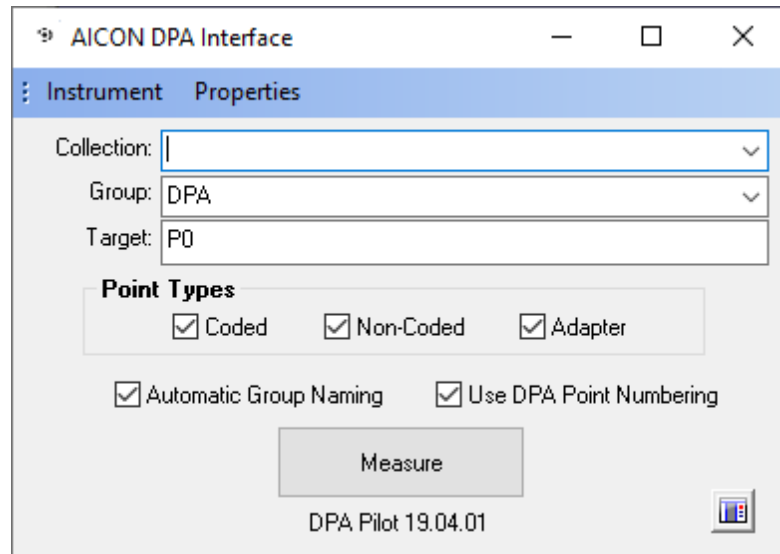 AICON DPA Interface
Instrument Properties
Collection:
Group: DPA
Target: P0
Point Types
Coded Non-Coded Adapter
Automatic Group Naming Use DPA Point Numbering
Measure
DPA Pilot 19.04.01